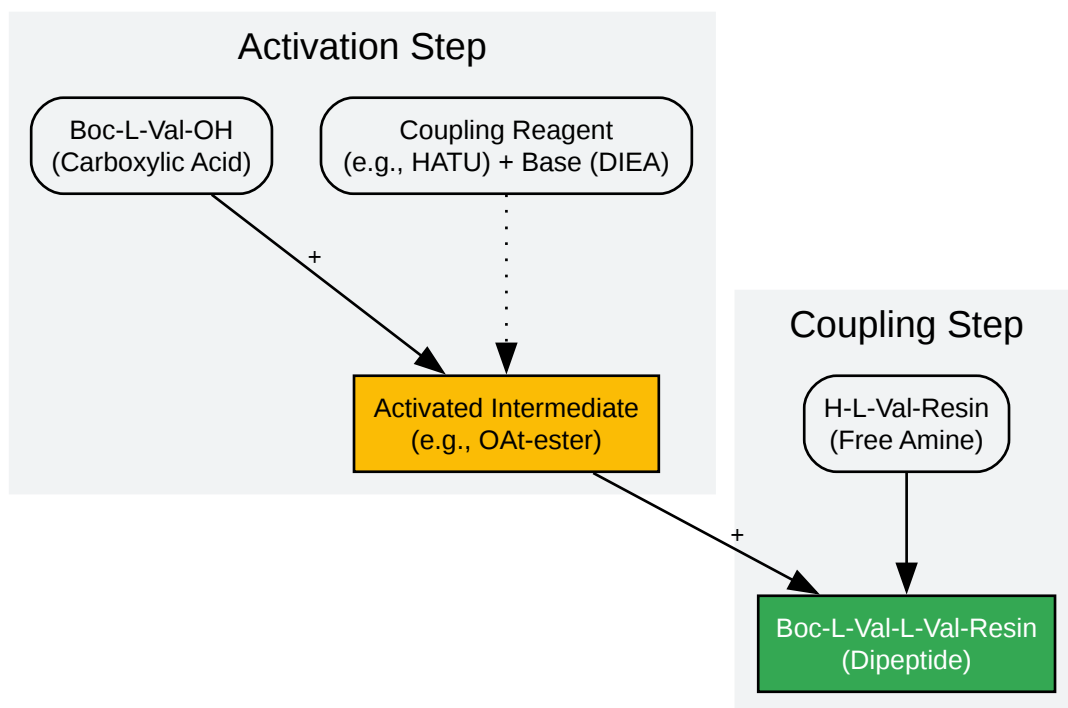 Activation Step
Boc-L-Val-OH
(Carboxylic Acid)
Coupling Reagent
(e.g., HATU) + Base (DIEA)
+
Activated Intermediate
(e.g., OAt-ester)
Coupling Step
H-L-Val-Resin
(Free Amine)
+
Boc-L-Val-L-Val-Resin
(Dipeptide)